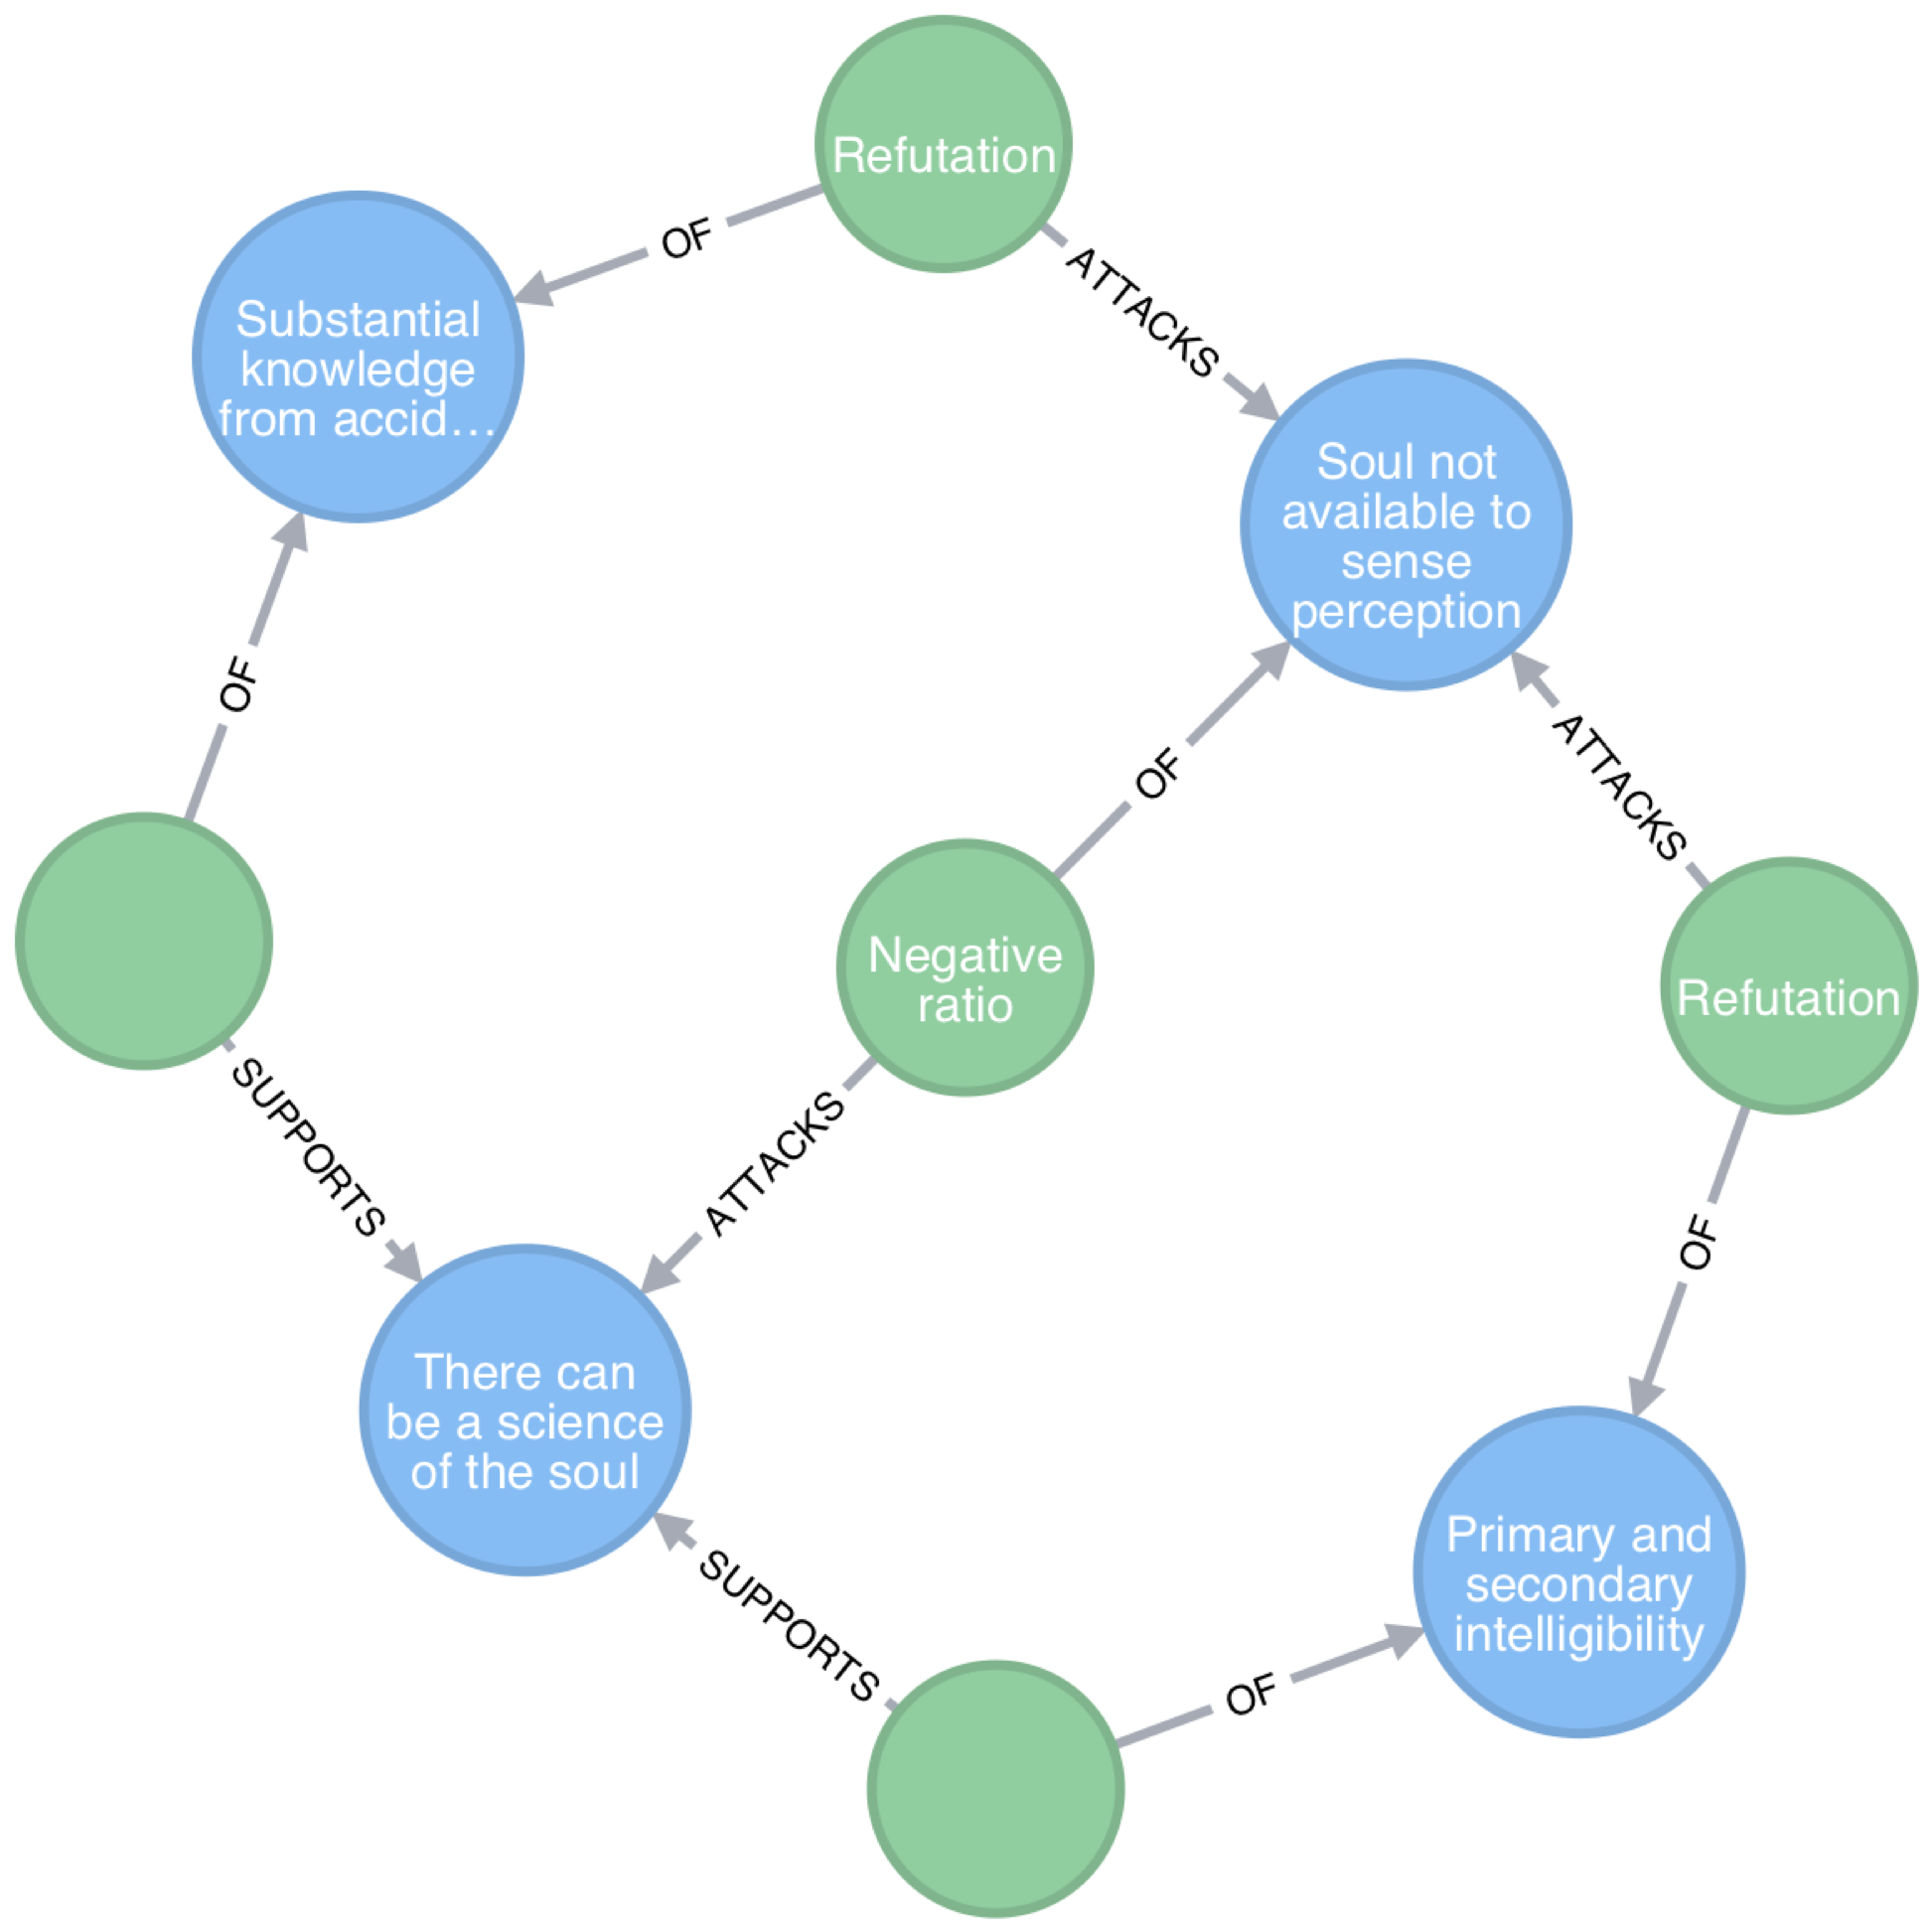 Refutation
OF
ATTACKS
Substantial
knowledge
from accid…
Soul not
available to
sense
perception
OF
OF
ATTACKS
Negative
ratio
Refutation
SUPPORTS
ATTACKS
OF
There can
be a science
of the soul
Primary and
secondary
intelligibility
SUPPORTS
OF